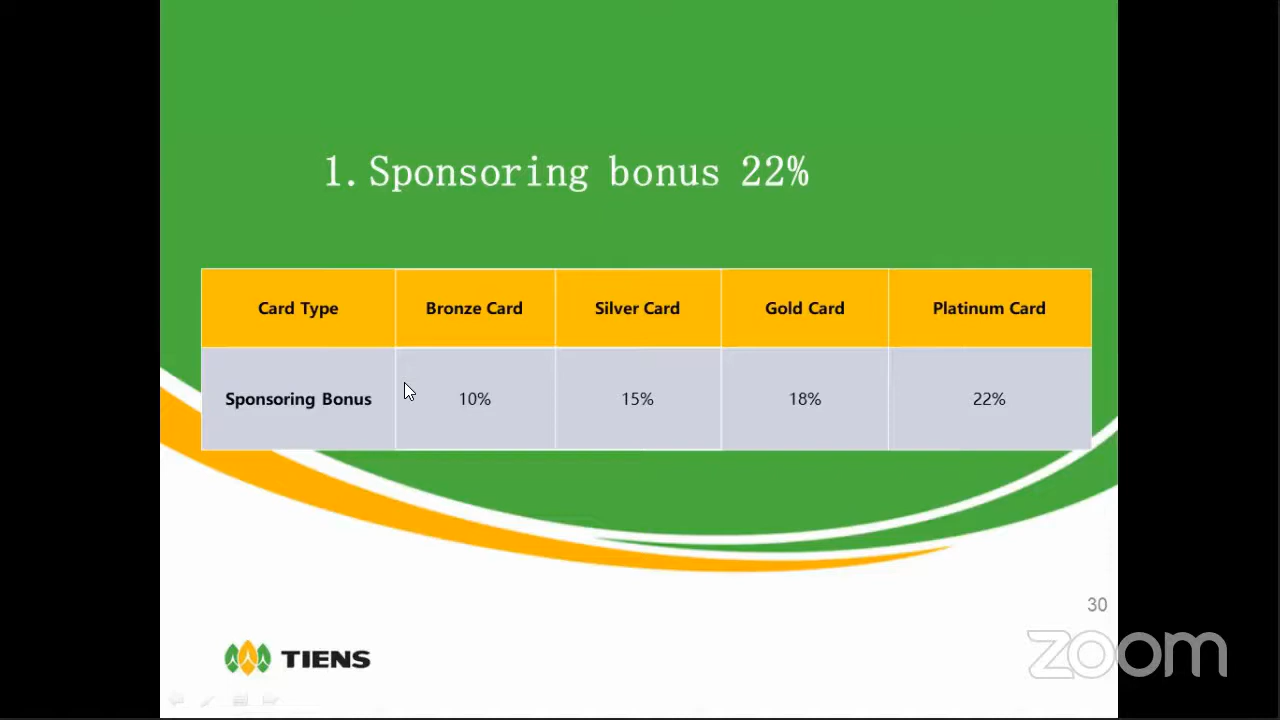 1.Sponsoring bonus 22%
Card Type Bronze Card Silver Card Gold Card Platinum Card
Sponsoring Bonus 10% 15% 18% 22%
30
TIENS
zoom